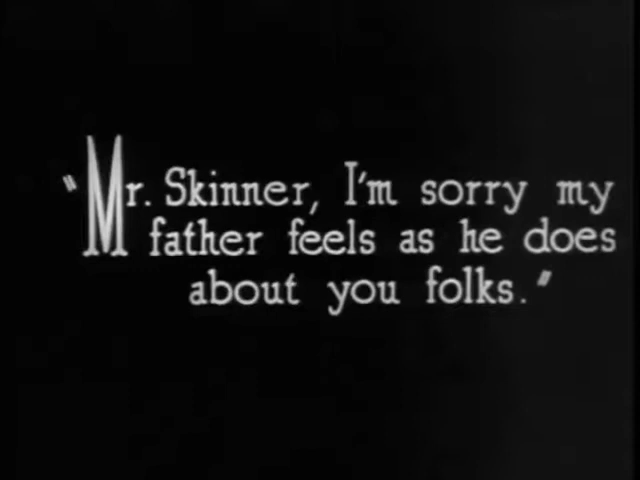 "Mr. Skinner, I'm sorry my
father feels as he does
about you folks."